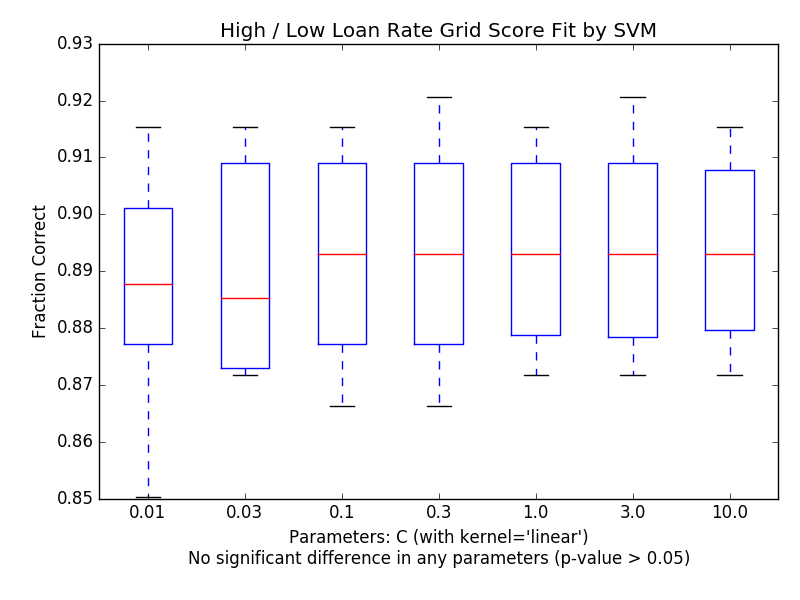 High / Low Loan Rate Grid Score Fit by SVM
0.93
0.92
0.91
0.90
0.89
0.88
0.87
0.86
0.85
Fraction Correct
0.01 0.03 0.1 0.3 1.0 3.0 10.0
Parameters: C (with kernel='linear')
No significant difference in any parameters (p-value > 0.05)